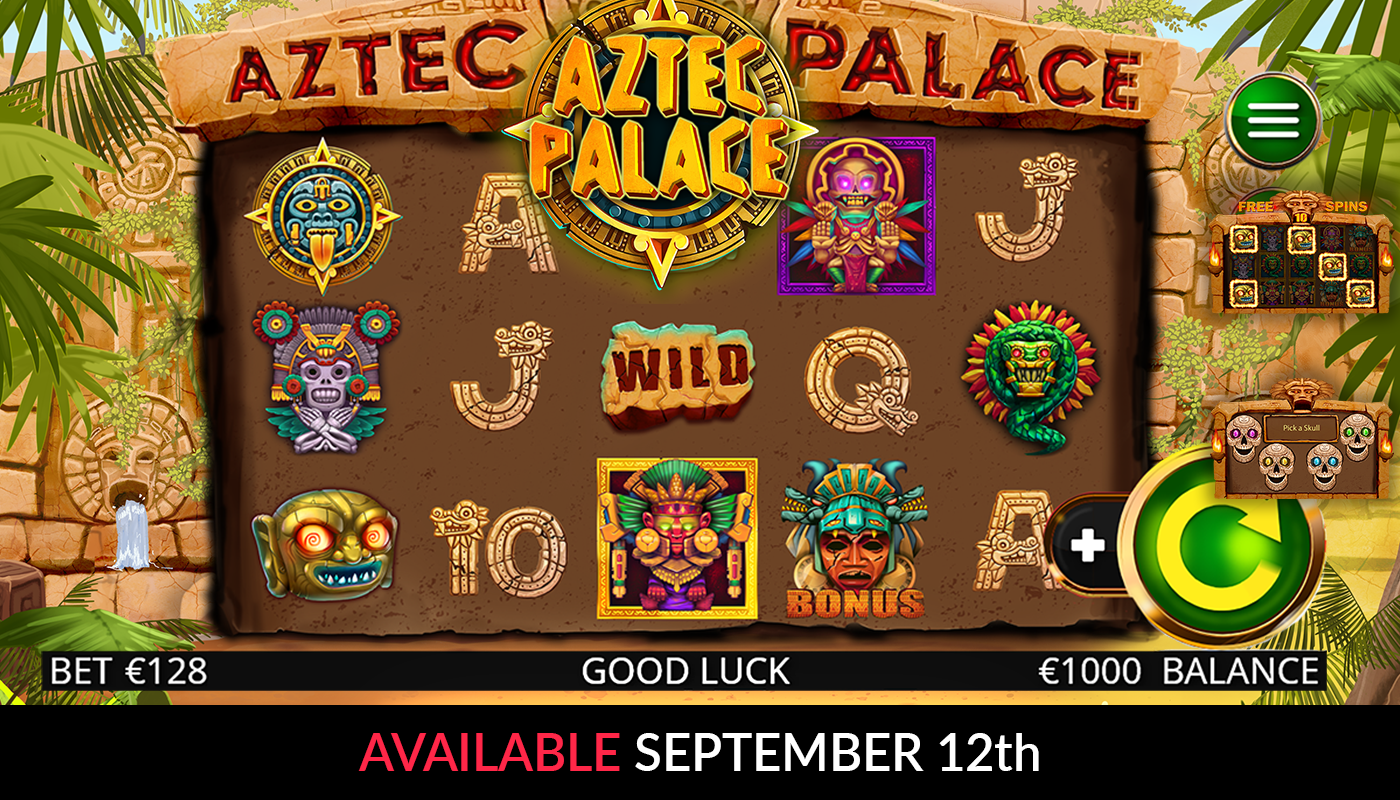 AZTEC PALACE
AZTEC
PALACE
A
J
FREE SPINS
10
J
WILD
Q
Pick a Skull
10
BONUS
A
+
BET €128
GOOD LUCK
€1000 BALANCE
AVAILABLE SEPTEMBER 12th